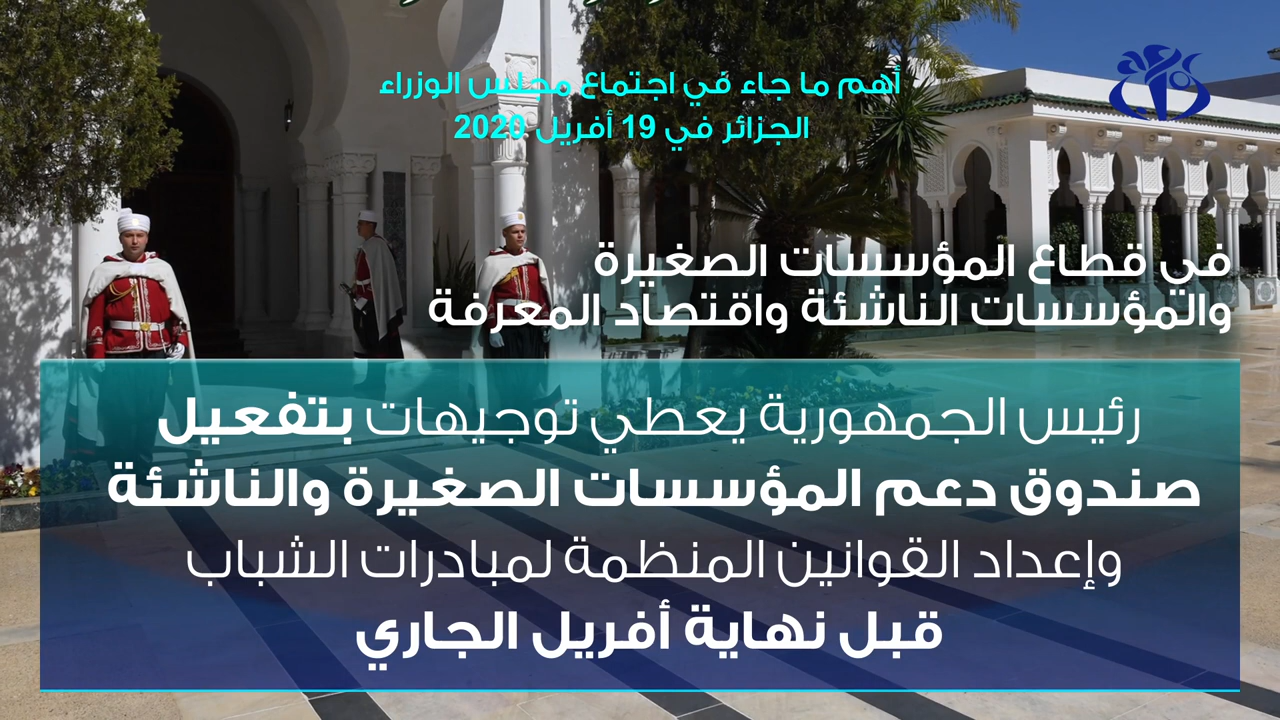 أهم ما جاء في اجتماع مجلس الوزراء
الجزائر في 19 أفريل 2020
في قطاع المؤسسات الصغيرة
والمؤسسات الناشئة واقتصاد المعرفة
رئيس الجمهورية يعطي توجيهات بتفعيل
صندوق دعم المؤسسات الصغيرة والناشئة
وإعداد القوانين المنظمة لمبادرات الشباب
قبل نهاية أفريل الجاري